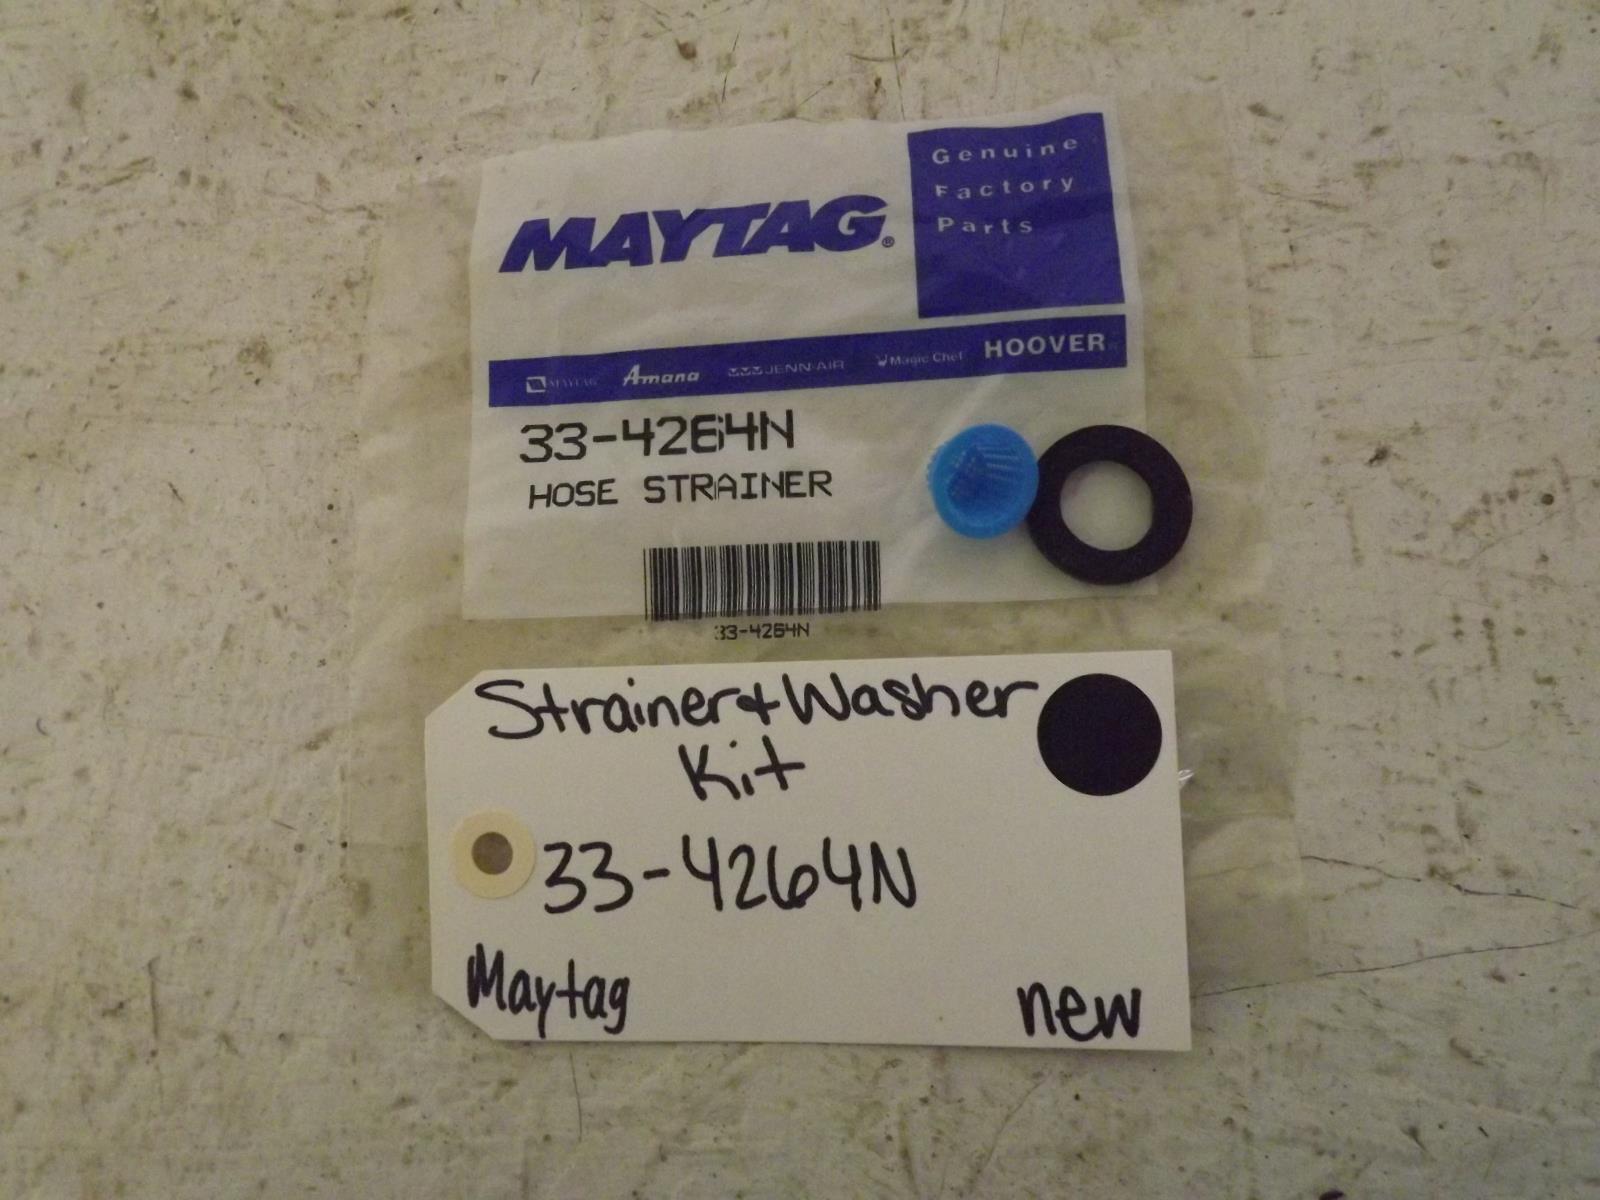 Genuine
Factory
Parts
MAYTAG®
MAYTAG Amana JENN-AIR Magic Chef HOOVER
33-4264N
HOSE STRAINER
33-4264N
Strainer + Washer
Kit
33-4264N
Maytag new